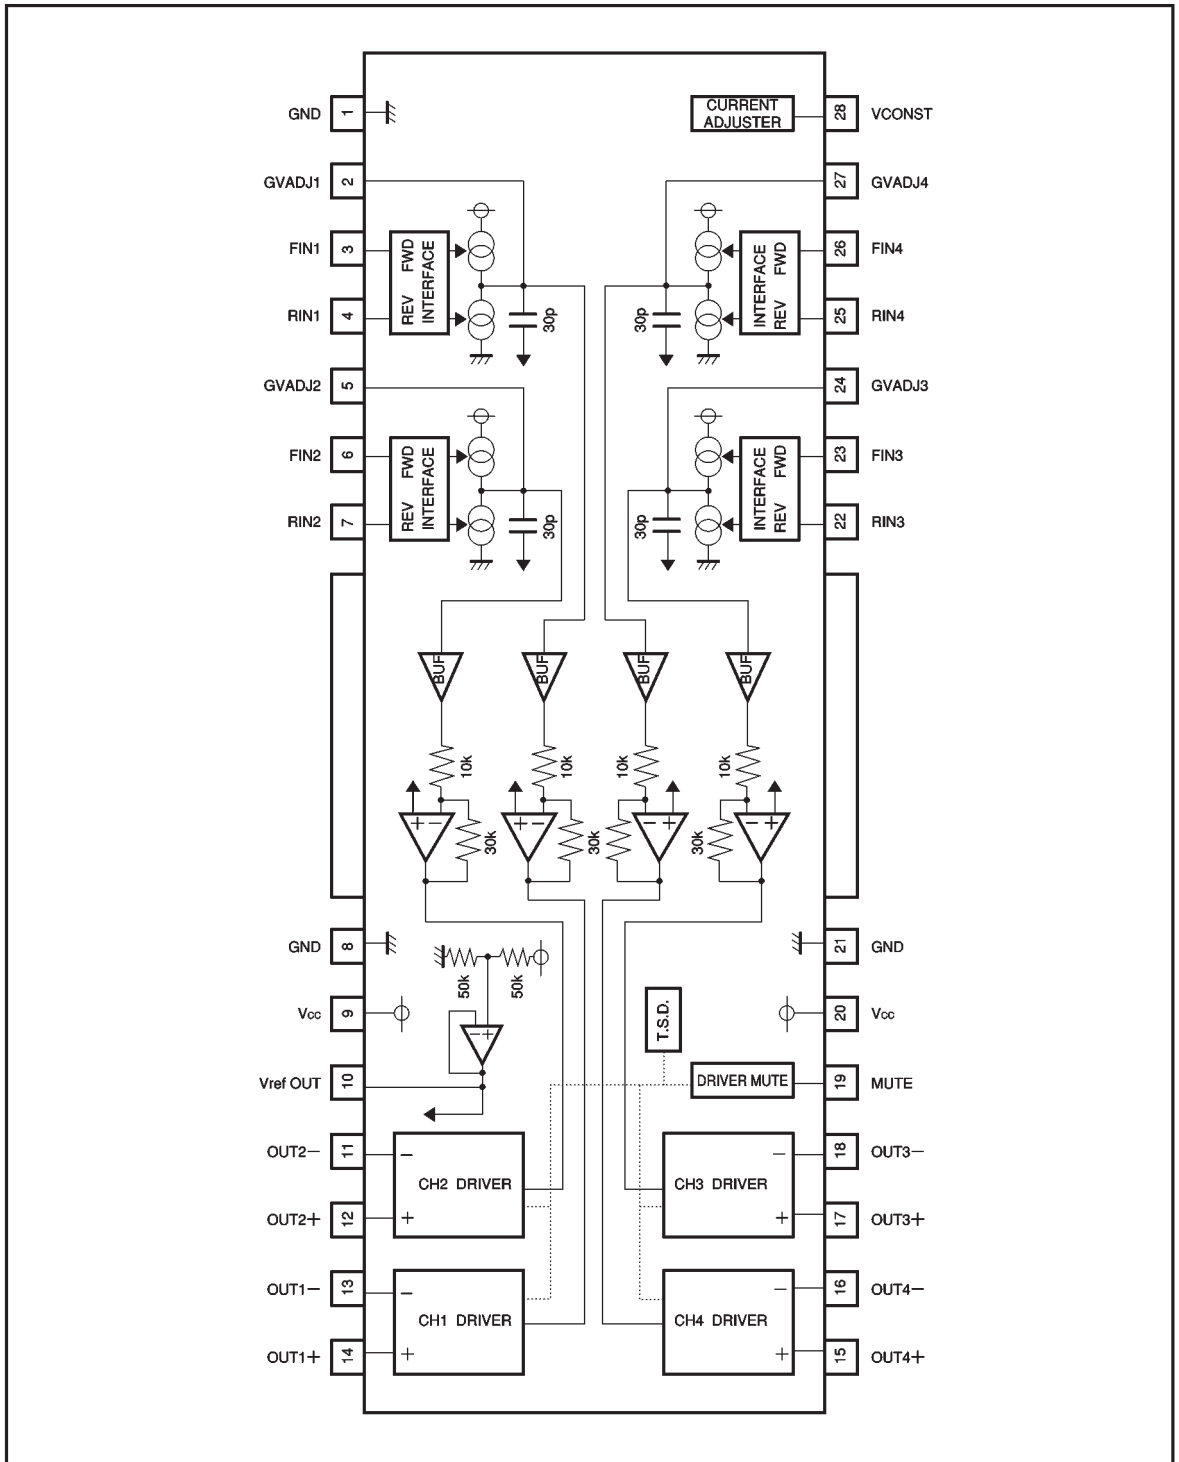 GND 1
28 VCONST
CURRENT
ADJUSTER
GVADJ1 2
27 GVADJ4
FIN1 3
REV FWD
INTERFACE
RIN1 4
30p
30p
INTERFACE
REV FWD
26 FIN4
25 RIN4
GVADJ2 5
24 GVADJ3
FIN2 6
REV FWD
INTERFACE
RIN2 7
30p
30p
INTERFACE
REV FWD
23 FIN3
22 RIN3
BUF BUF BUF BUF
10k 10k 10k 10k
+− +− −+ −+
30k 30k 30k
GND 8
21 GND
50k 50k
Vcc 9
−+
T.S.D.
20 Vcc
Vref OUT 10
DRIVER MUTE
19 MUTE
OUT2− 11
−
CH2 DRIVER
OUT2+ 12
+
−
CH3 DRIVER
+
18 OUT3−
17 OUT3+
OUT1− 13
−
CH1 DRIVER
OUT1+ 14
+
−
CH4 DRIVER
+
16 OUT4−
15 OUT4+